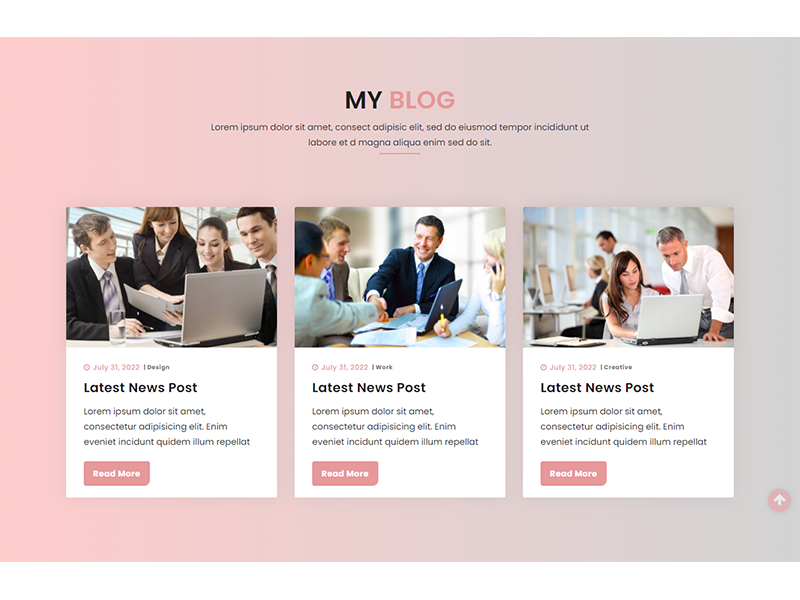 MY BLOG
Lorem ipsum dolor sit amet, consect adipisic elit, sed do eiusmod tempor incididunt ut
labore et d magna aliqua enim sed do sit.
July 31, 2022 | Design
Latest News Post
Lorem ipsum dolor sit amet,
consectetur adipisicing elit. Enim
eveniet incidunt quidem illum repellat
Read More
July 31, 2022 | Work
Latest News Post
Lorem ipsum dolor sit amet,
consectetur adipisicing elit. Enim
eveniet incidunt quidem illum repellat
Read More
July 31, 2022 | Creative
Latest News Post
Lorem ipsum dolor sit amet,
consectetur adipisicing elit. Enim
eveniet incidunt quidem illum repellat
Read More